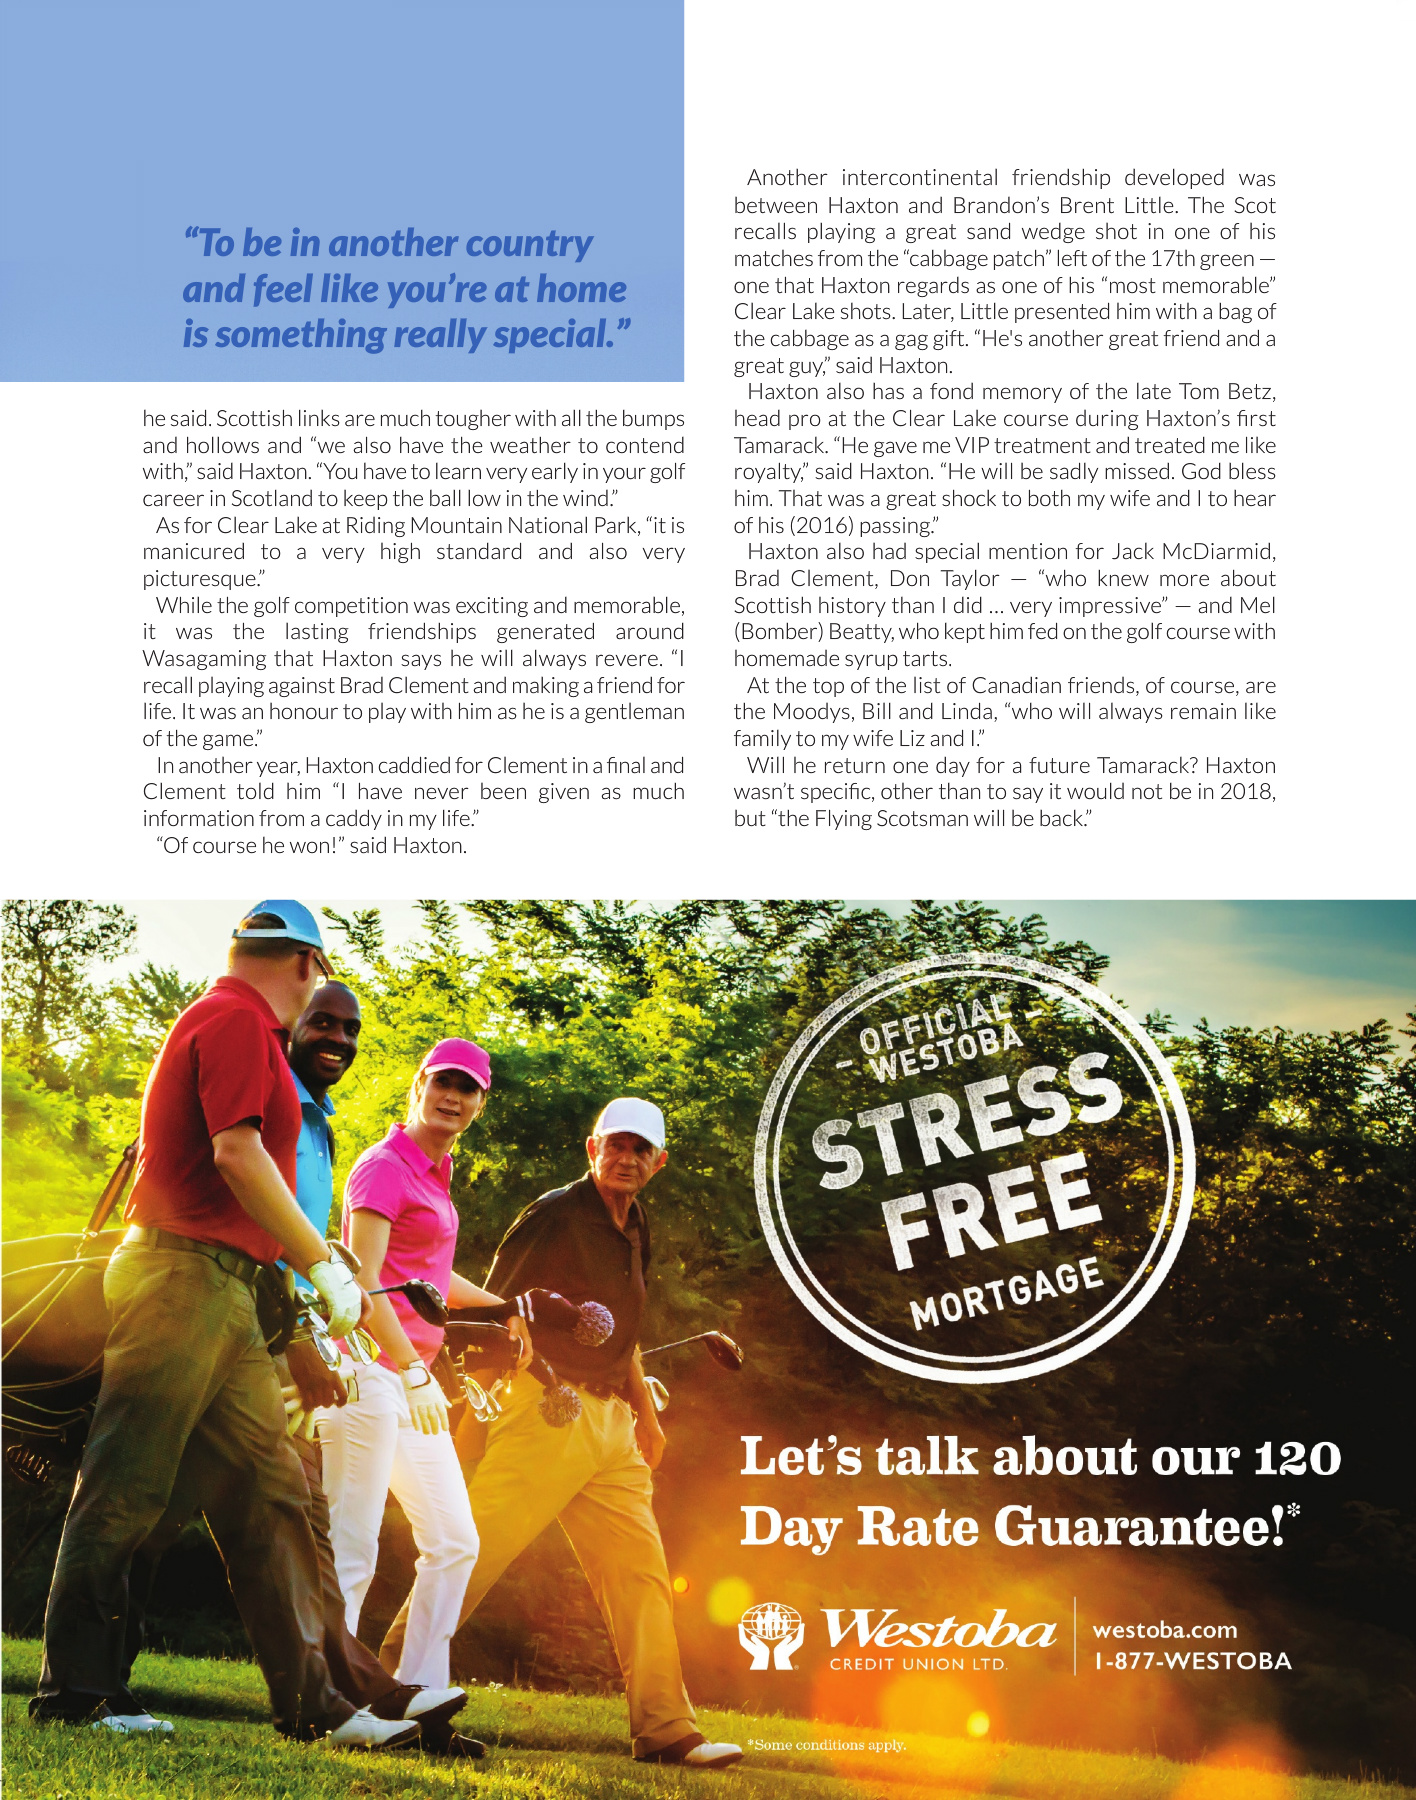 “To be in another country
and feel like you’re at home
is something really special.”
he said. Scottish links are much tougher with all the bumps
and hollows and “we also have the weather to contend
with,” said Haxton. “You have to learn very early in your golf
career in Scotland to keep the ball low in the wind.”
As for Clear Lake at Riding Mountain National Park, “it is
manicured to a very high standard and also very
picturesque.”
While the golf competition was exciting and memorable,
it was the lasting friendships generated around
Wasagaming that Haxton says he will always revere. “I
recall playing against Brad Clement and making a friend for
life. It was an honour to play with him as he is a gentleman
of the game.”
In another year, Haxton caddied for Clement in a final and
Clement told him “I have never been given as much
information from a caddy in my life.”
“Of course he won!” said Haxton.
Another intercontinental friendship developed was
between Haxton and Brandon’s Brent Little. The Scot
recalls playing a great sand wedge shot in one of his
matches from the “cabbage patch” left of the 17th green —
one that Haxton regards as one of his “most memorable”
Clear Lake shots. Later, Little presented him with a bag of
the cabbage as a gag gift. “He's another great friend and a
great guy,” said Haxton.
Haxton also has a fond memory of the late Tom Betz,
head pro at the Clear Lake course during Haxton’s first
Tamarack. “He gave me VIP treatment and treated me like
royalty,” said Haxton. “He will be sadly missed. God bless
him. That was a great shock to both my wife and I to hear
of his (2016) passing.”
Haxton also had special mention for Jack McDiarmid,
Brad Clement, Don Taylor — “who knew more about
Scottish history than I did … very impressive” — and Mel
(Bomber) Beatty, who kept him fed on the golf course with
homemade syrup tarts.
At the top of the list of Canadian friends, of course, are
the Moodys, Bill and Linda, “who will always remain like
family to my wife Liz and I.”
Will he return one day for a future Tamarack? Haxton
wasn’t specific, other than to say it would not be in 2018,
but “the Flying Scotsman will be back.”
OFFICIAL
- WESTOBA -
STRESS
FREE
MORTGAGE
Let’s talk about our 120
Day Rate Guarantee!*
Westoba
CREDIT UNION LTD.
westoba.com
1-877-WESTOBA
*Some conditions apply.